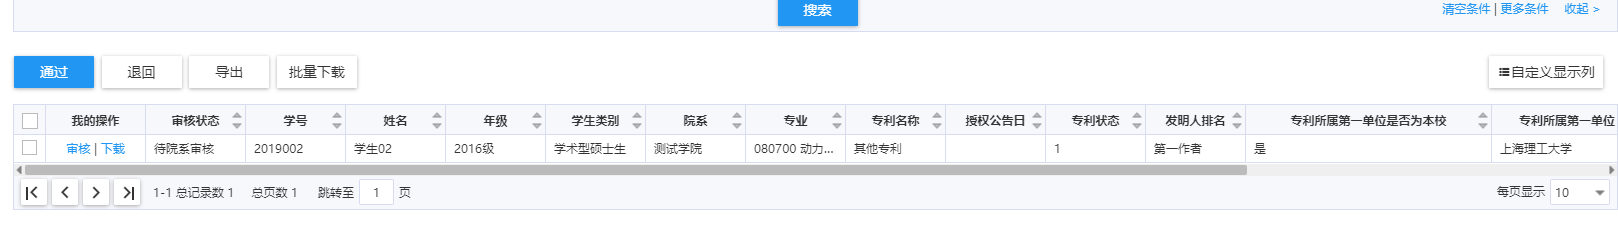 搜索
清空条件 | 更多条件 收起 >
通过 退回 导出 批量下载 自定义显示列
我的操作 审核状态 学号 姓名 年级 学生类别 院系 专业 专利名称 授权公告日 专利状态 发明人排名 专利所属第一单位是否为本校 专利所属第一单位
审核 | 下载 待院系审核 2019002 学生02 2016级 学术型硕士生 测试学院 080700 动力... 其他专利 1 第一作者 是 上海理工大学
1-1 总记录数 1 总页数 1 跳转至 1 页 每页显示 10